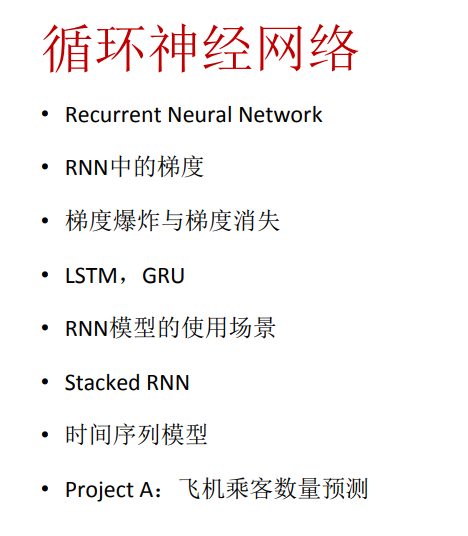 循环神经网络
• Recurrent Neural Network
• RNN中的梯度
• 梯度爆炸与梯度消失
• LSTM，GRU
• RNN模型的使用场景
• Stacked RNN
• 时间序列模型
• Project A：飞机乘客数量预测